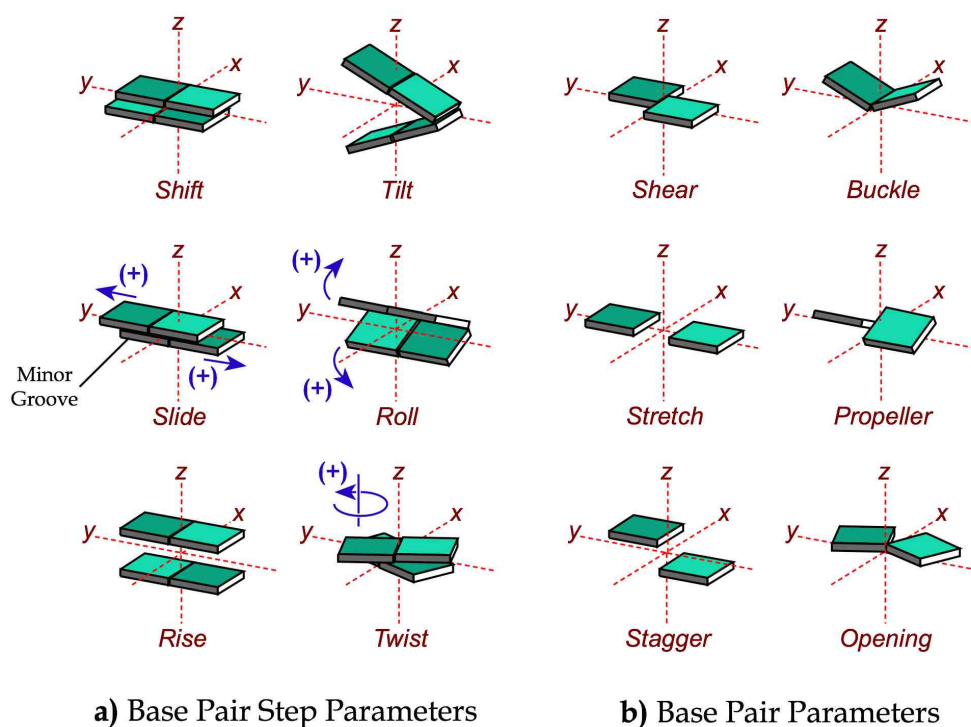 z z z z
y x y x y x y x
Shift Tilt Shear Buckle
z (+) z z z
(+) x x x x
y y y y
Minor
Groove
(+) (+)
Slide Roll Stretch Propeller
z (+) z z z
y x y x y x y x
Rise Twist Stagger Opening
a) Base Pair Step Parameters b) Base Pair Parameters